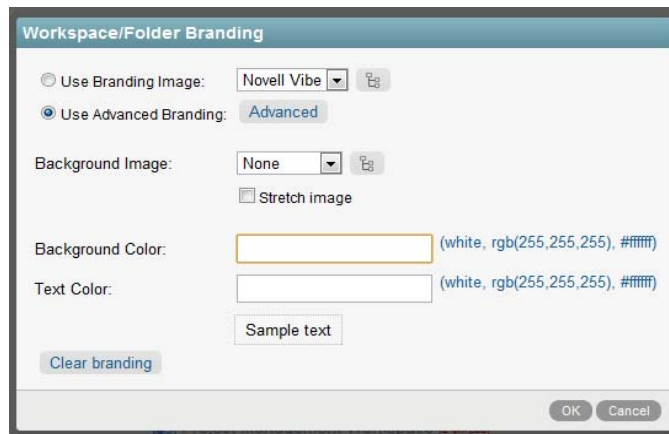 Workspace/Folder Branding
Use Branding Image: Novell Vibe
Use Advanced Branding: Advanced
Background Image: None
Stretch image
Background Color: (white, rgb(255,255,255), #ffffff)
Text Color: (white, rgb(255,255,255), #ffffff)
Sample text
Clear branding
OK Cancel